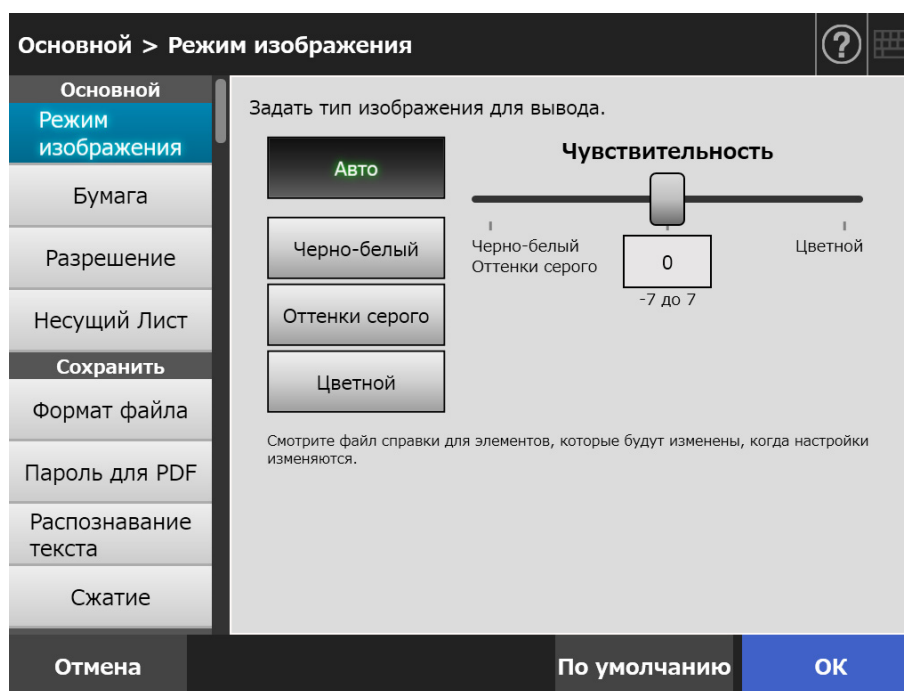 Основной > Режим изображения
?
Основной
Режим
изображения
Бумага
Разрешение
Несущий Лист
Сохранить
Формат файла
Пароль для PDF
Распознавание
текста
Сжатие
Задать тип изображения для вывода.
Авто
Черно-белый
Оттенки серого
Цветной
Чувствительность
Черно-белый
Оттенки серого
Цветной
0
-7 до 7
Смотрите файл справки для элементов, которые будут изменены, когда настройки
изменяются.
Отмена
По умолчанию
ОК